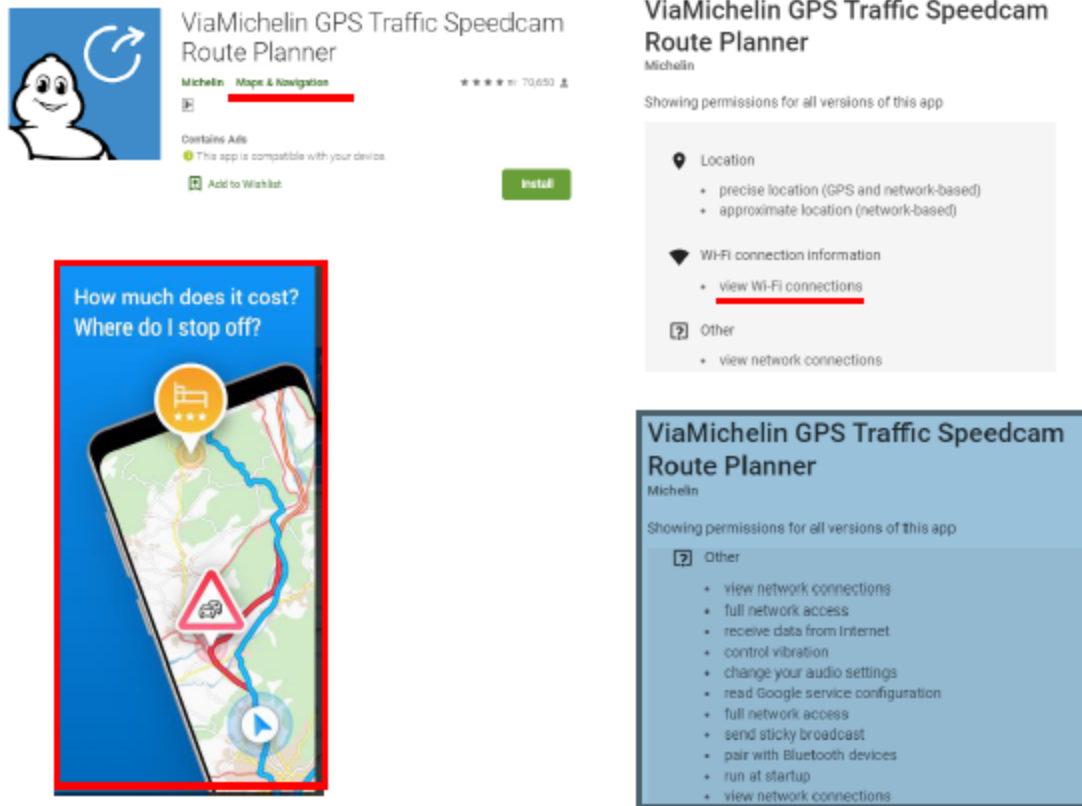 ViaMichelin GPS Traffic Speedcam
Route Planner
Michelin Maps & Navigation
70,650
Contains Ads
This app is compatible with your device.
Add to Wishlist
Install
How much does it cost?
Where do I stop off?
ViaMichelin GPS Traffic Speedcam
Route Planner
Michelin
Showing permissions for all versions of this app
Location
• precise location (GPS and network-based)
• approximate location (network-based)
Wi-Fi connection information
• view Wi-Fi connections
Other
• view network connections
ViaMichelin GPS Traffic Speedcam
Route Planner
Michelin
Showing permissions for all versions of this app
Other
• view network connections
• full network access
• receive data from Internet
• control vibration
• change your audio settings
• read Google service configuration
• full network access
• send sticky broadcast
• pair with Bluetooth devices
• run at startup
• view network connections